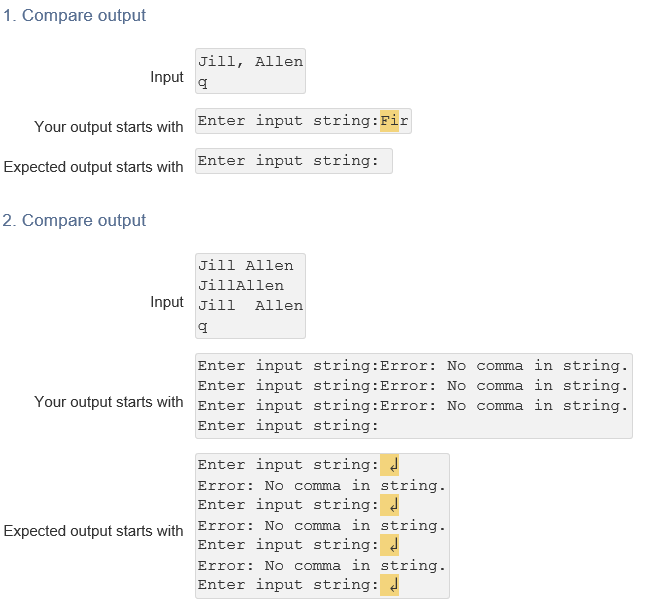 1. Compare output
Input
Jill, Allen
q
Your output starts with
Enter input string:Fir
Expected output starts with
Enter input string:
2. Compare output
Input
Jill Allen
JillAllen
Jill  Allen
q
Your output starts with
Enter input string:Error: No comma in string.
Enter input string:Error: No comma in string.
Enter input string:Error: No comma in string.
Enter input string:
Expected output starts with
Enter input string: ↲
Error: No comma in string.
Enter input string: ↲
Error: No comma in string.
Enter input string: ↲
Error: No comma in string.
Enter input string: ↲